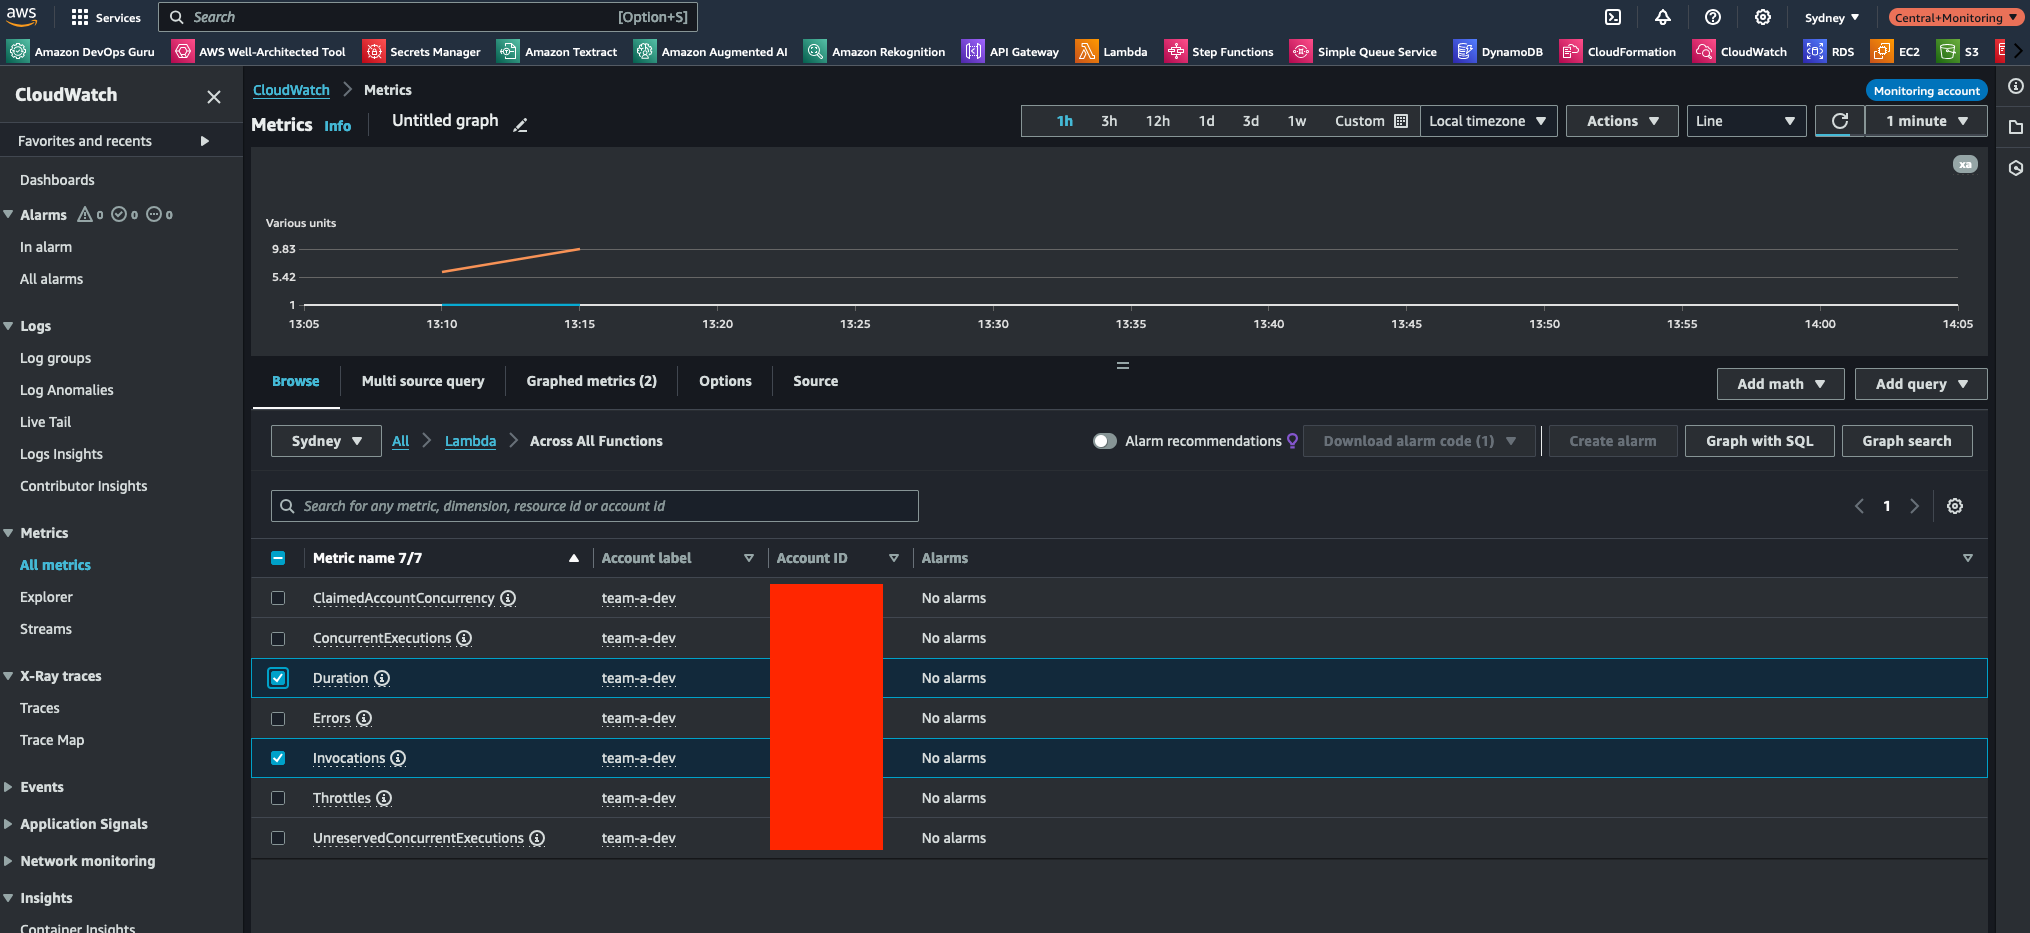 aws Services Search [Option+S] Sydney Central+Monitoring
Amazon DevOps Guru AWS Well-Architected Tool Secrets Manager Amazon Textract Amazon Augmented AI Amazon Rekognition API Gateway Lambda Step Functions Simple Queue Service DynamoDB CloudFormation CloudWatch RDS EC2 S3
CloudWatch
Favorites and recents
Dashboards
Alarms 0 0 0
In alarm
All alarms
Logs
Log groups
Log Anomalies
Live Tail
Logs Insights
Contributor Insights
Metrics
All metrics
Explorer
Streams
X-Ray traces
Traces
Trace Map
Events
Application Signals
Network monitoring
Insights
Container Insights
CloudWatch Metrics
Monitoring account
Metrics Info Untitled graph
1h 3h 12h 1d 3d 1w Custom Local timezone Actions Line 1 minute
xa
Various units
9.83
5.42
1
13:05 13:10 13:15 13:20 13:25 13:30 13:35 13:40 13:45 13:50 13:55 14:00 14:05
Browse Multi source query Graphed metrics (2) Options Source Add math Add query
Sydney All Lambda Across All Functions Alarm recommendations Download alarm code (1) Create alarm Graph with SQL Graph search
Search for any metric, dimension, resource id or account id 1
Metric name 7/7 Account label Account ID Alarms
ClaimedAccountConcurrency team-a-dev No alarms
ConcurrentExecutions team-a-dev No alarms
Duration team-a-dev No alarms
Errors team-a-dev No alarms
Invocations team-a-dev No alarms
Throttles team-a-dev No alarms
UnreservedConcurrentExecutions team-a-dev No alarms